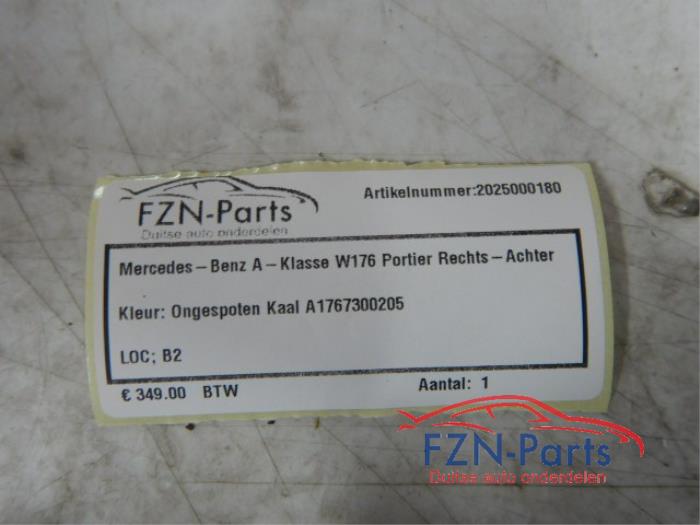 FZN-Parts
Duitse auto onderdelen
Artikelnummer:2025000180
Mercedes-Benz A-Klasse W176 Portier Rechts-Achter
Kleur: Ongespoten Kaal A1767300205
LOC; B2
€ 349.00 BTW
Aantal: 1
FZN-Parts
Duitse auto onderdelen